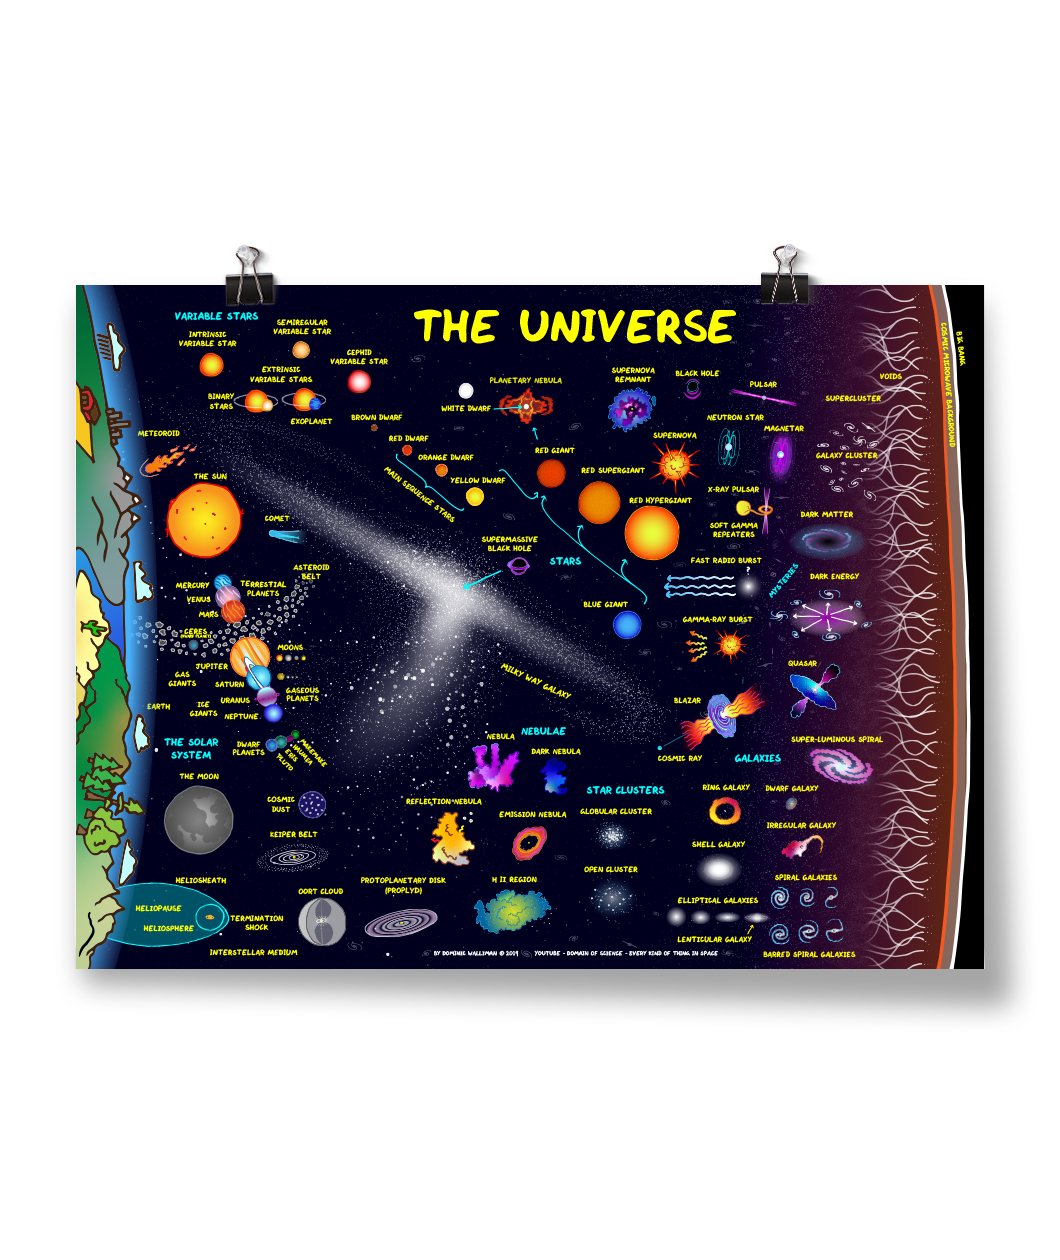 THE UNIVERSE
VARIABLE STARS
INTRINSIC
VARIABLE STAR
SEMIREGULAR
VARIABLE STAR
CEPHID
VARIABLE STAR
EXTRINSIC
VARIABLE STARS
BINARY
STARS
EXOPLANET
METEOROID
THE SUN
COMET
BROWN DWARF
RED DWARF
ORANGE DWARF
YELLOW DWARF
MAIN SEQUENCE STARS
WHITE DWARF
PLANETARY NEBULA
RED GIANT
RED SUPERGIANT
RED HYPERGIANT
STARS
BLUE GIANT
SUPERNOVA
REMNANT
SUPERNOVA
BLACK HOLE
PULSAR
NEUTRON STAR
MAGNETAR
X-RAY PULSAR
SOFT GAMMA
REPEATERS
FAST RADIO BURST
?
GAMMA-RAY BURST
MYSTERIES
VOIDS
SUPERCLUSTER
GALAXY CLUSTER
DARK MATTER
DARK ENERGY
QUASAR
BLAZAR
COSMIC RAY
COSMIC MICROWAVE BACKGROUND
BIG BANG
SUPERMASSIVE
BLACK HOLE
MILKY WAY GALAXY
ASTEROID
BELT
MERCURY
VENUS
MARS
TERRESTIAL
PLANETS
CERES
JUPITER
MOONS
GAS
GIANTS
SATURN
URANUS
GASEOUS
PLANETS
ICE
GIANTS
NEPTUNE
EARTH
THE SOLAR
SYSTEM
DWARF
PLANETS
PLUTO
ERIS
HAUMEA
MAKEMAKE
THE MOON
COSMIC
DUST
KEIPER BELT
HELIOSHEATH
HELIOPAUSE
HELIOSPHERE
TERMINATION
SHOCK
INTERSTELLAR MEDIUM
OORT CLOUD
PROTOPLANETARY DISK
(PROPLYD)
NEBULAE
NEBULA
DARK NEBULA
REFLECTION NEBULA
EMISSION NEBULA
H II REGION
STAR CLUSTERS
GLOBULAR CLUSTER
OPEN CLUSTER
GALAXIES
SUPER-LUMINOUS SPIRAL
RING GALAXY
DWARF GALAXY
IRREGULAR GALAXY
SHELL GALAXY
SPIRAL GALAXIES
ELLIPTICAL GALAXIES
LENTICULAR GALAXY
BARRED SPIRAL GALAXIES
BY DOMINIC WALLIMAN © 2019 YOUTUBE - DOMAIN OF SCIENCE - EVERY KIND OF THING IN SPACE